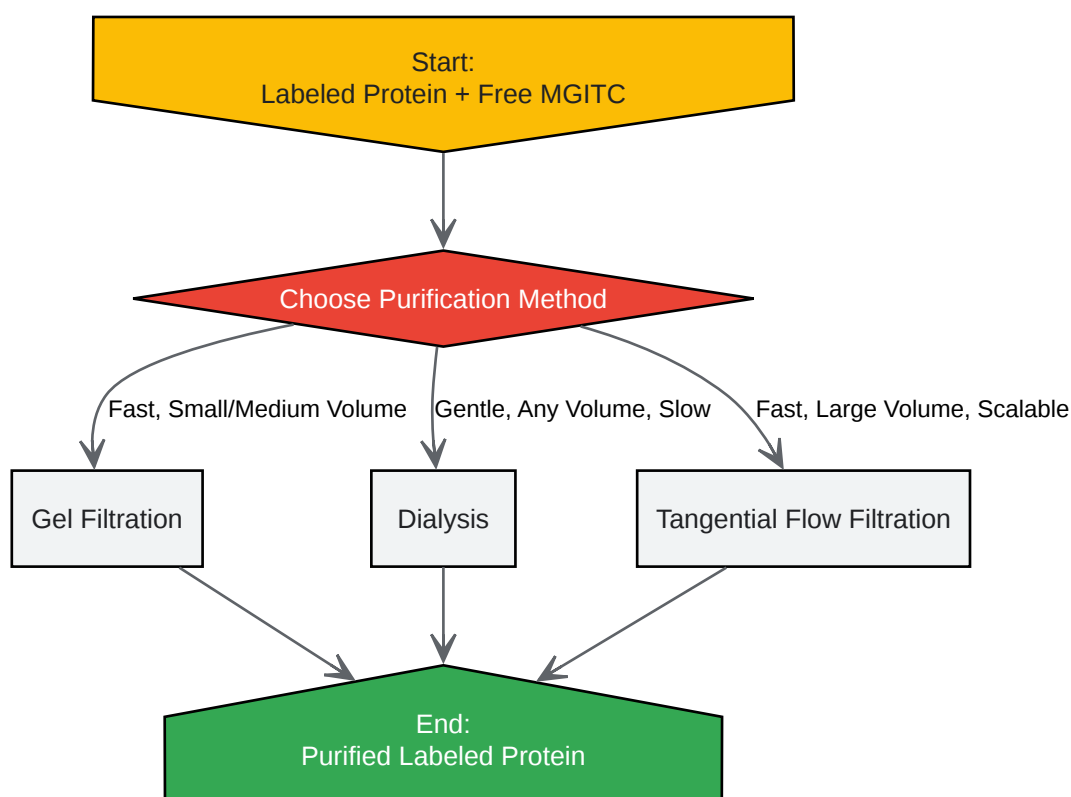 Start:
Labeled Protein + Free MGITC
Choose Purification Method
Fast, Small/Medium Volume
Gentle, Any Volume, Slow
Fast, Large Volume, Scalable
Gel Filtration
Dialysis
Tangential Flow Filtration
End:
Purified Labeled Protein